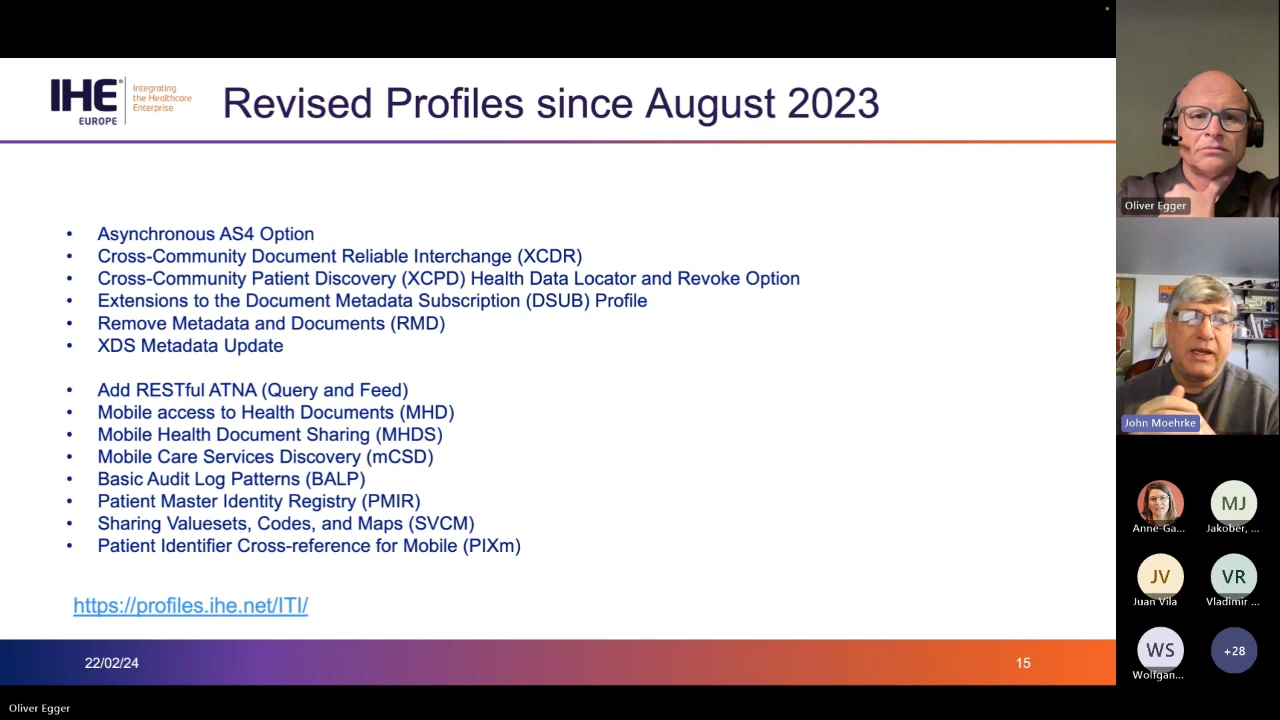 IHE
EUROPE
Integrating
the Healthcare
Enterprise
Revised Profiles since August 2023
• Asynchronous AS4 Option
• Cross-Community Document Reliable Interchange (XCDR)
• Cross-Community Patient Discovery (XCPD) Health Data Locator and Revoke Option
• Extensions to the Document Metadata Subscription (DSUB) Profile
• Remove Metadata and Documents (RMD)
• XDS Metadata Update
• Add RESTful ATNA (Query and Feed)
• Mobile access to Health Documents (MHD)
• Mobile Health Document Sharing (MHDS)
• Mobile Care Services Discovery (mCSD)
• Basic Audit Log Patterns (BALP)
• Patient Master Identity Registry (PMIR)
• Sharing Valuesets, Codes, and Maps (SVCM)
• Patient Identifier Cross-reference for Mobile (PIXm)
https://profiles.ihe.net/ITI/
22/02/24
15
Oliver Egger
John Moehrke
Anne-Ga...
MJ
Jakober, ...
JV
Juan Vila
VR
Vladimir ...
WS
Wolfgan...
+28
Oliver Egger